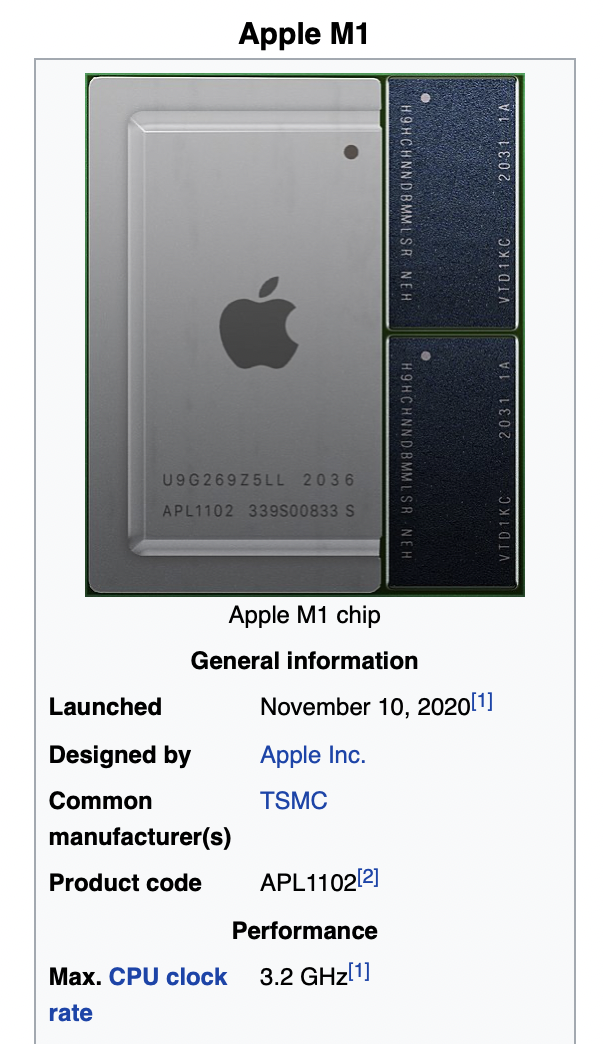 Apple M1
U9G269Z5LL 2036
APL1102 339S00833 S
H9HCNNNDBMMLSR NEH
VTD1KC 2031 1A
H9HCNNNDBMMLSR NEH
VTD1KC 2031 1A
Apple M1 chip
General information
Launched November 10, 2020[1]
Designed by Apple Inc.
Common manufacturer(s) TSMC
Product code APL1102[2]
Performance
Max. CPU clock rate 3.2 GHz[1]